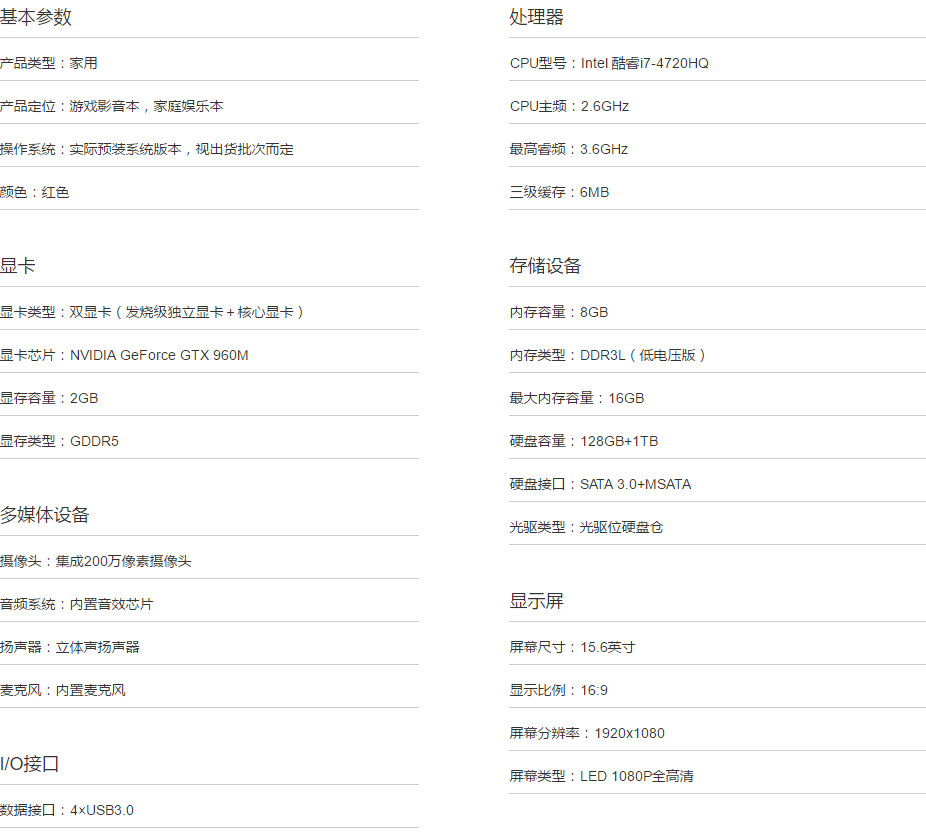 基本参数
产品类型：家用
产品定位：游戏影音本，家庭娱乐本
操作系统：实际预装系统版本，视出货批次而定
颜色：红色
显卡
显卡类型：双显卡（发烧级独立显卡＋核心显卡）
显卡芯片：NVIDIA GeForce GTX 960M
显存容量：2GB
显存类型：GDDR5
多媒体设备
摄像头：集成200万像素摄像头
音频系统：内置音效芯片
扬声器：立体声扬声器
麦克风：内置麦克风
I/O接口
数据接口：4×USB3.0
处理器
CPU型号：Intel 酷睿i7-4720HQ
CPU主频：2.6GHz
最高睿频：3.6GHz
三级缓存：6MB
存储设备
内存容量：8GB
内存类型：DDR3L（低电压版）
最大内存容量：16GB
硬盘容量：128GB+1TB
硬盘接口：SATA 3.0+MSATA
光驱类型：光驱位硬盘仓
显示屏
屏幕尺寸：15.6英寸
显示比例：16:9
屏幕分辨率：1920x1080
屏幕类型：LED 1080P全高清